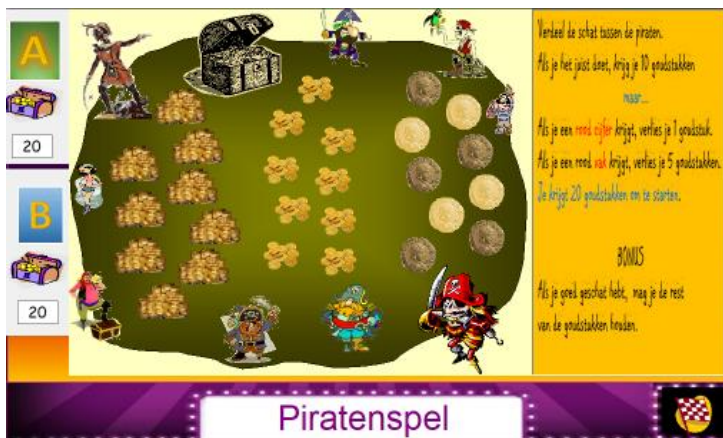 A
20
B
20
Verdeel de schat tussen de piraten.
Als je het juist doet, krijg je 10 goudstukken
maar...
Als je een rood cijfer krijgt, verlies je 1 goudstuk.
Als je een rood vak krijgt, verlies je 5 goudstukken.
Je krijgt 20 goudstukken om te starten.
BONUS
Als je goed geschat hebt, mag je de rest
van de goudstukken houden.
Piratenspel